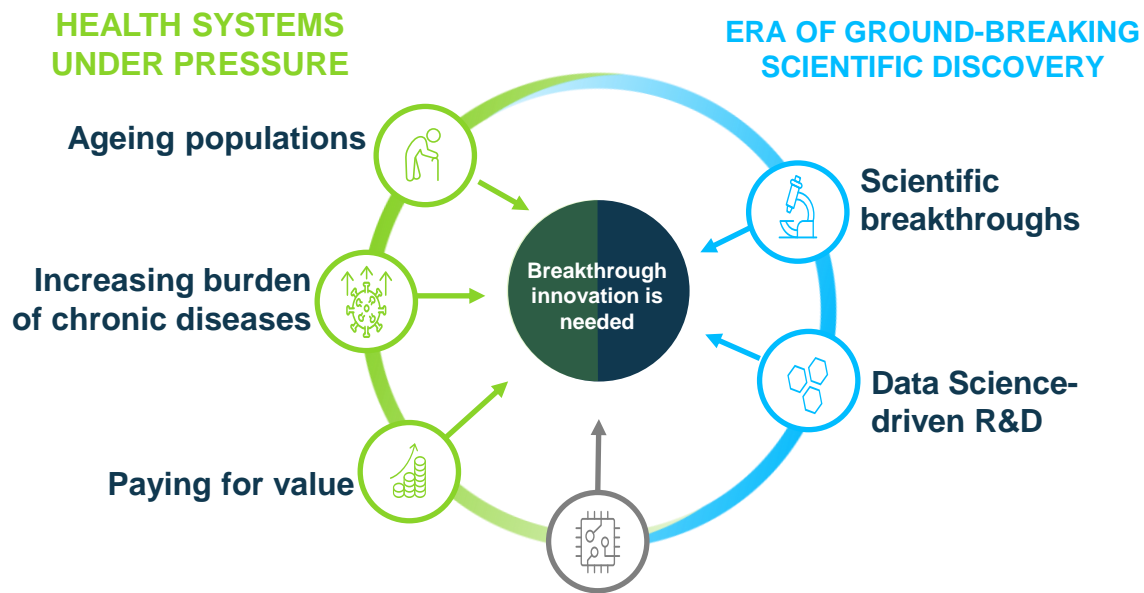 HEALTH SYSTEMS
UNDER PRESSURE
ERA OF GROUND-BREAKING
SCIENTIFIC DISCOVERY
Ageing populations
Increasing burden
of chronic diseases
Paying for value
Breakthrough
innovation is
needed
Scientific
breakthroughs
Data Science-
driven R&D